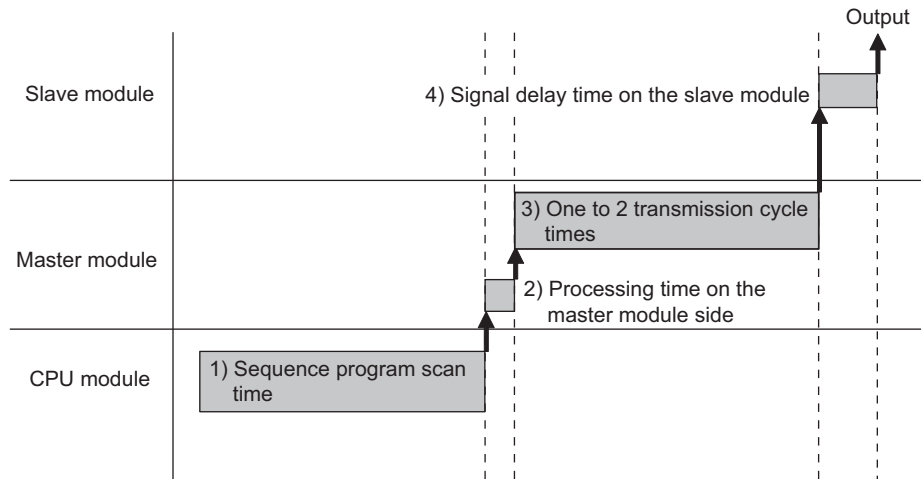 Output
Slave module
4) Signal delay time on the slave module
3) One to 2 transmission cycle
times
Master module
2) Processing time on the
master module side
1) Sequence program scan
time
CPU module